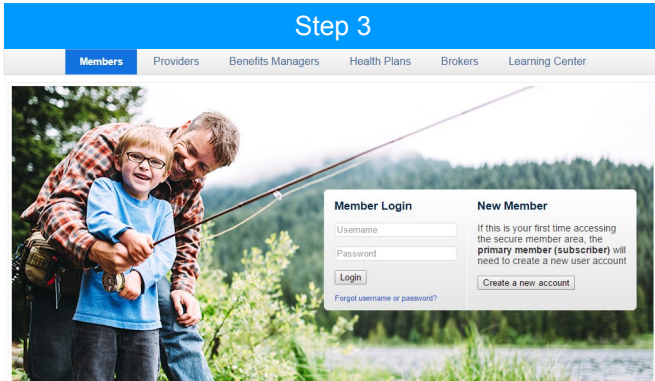 Step 3
Members Providers Benefits Managers Health Plans Brokers Learning Center
Member Login
Username
Password
Login
Forgot username or password?
New Member
If this is your first time accessing
the secure member area, the
primary member (subscriber) will
need to create a new user account
Create a new account